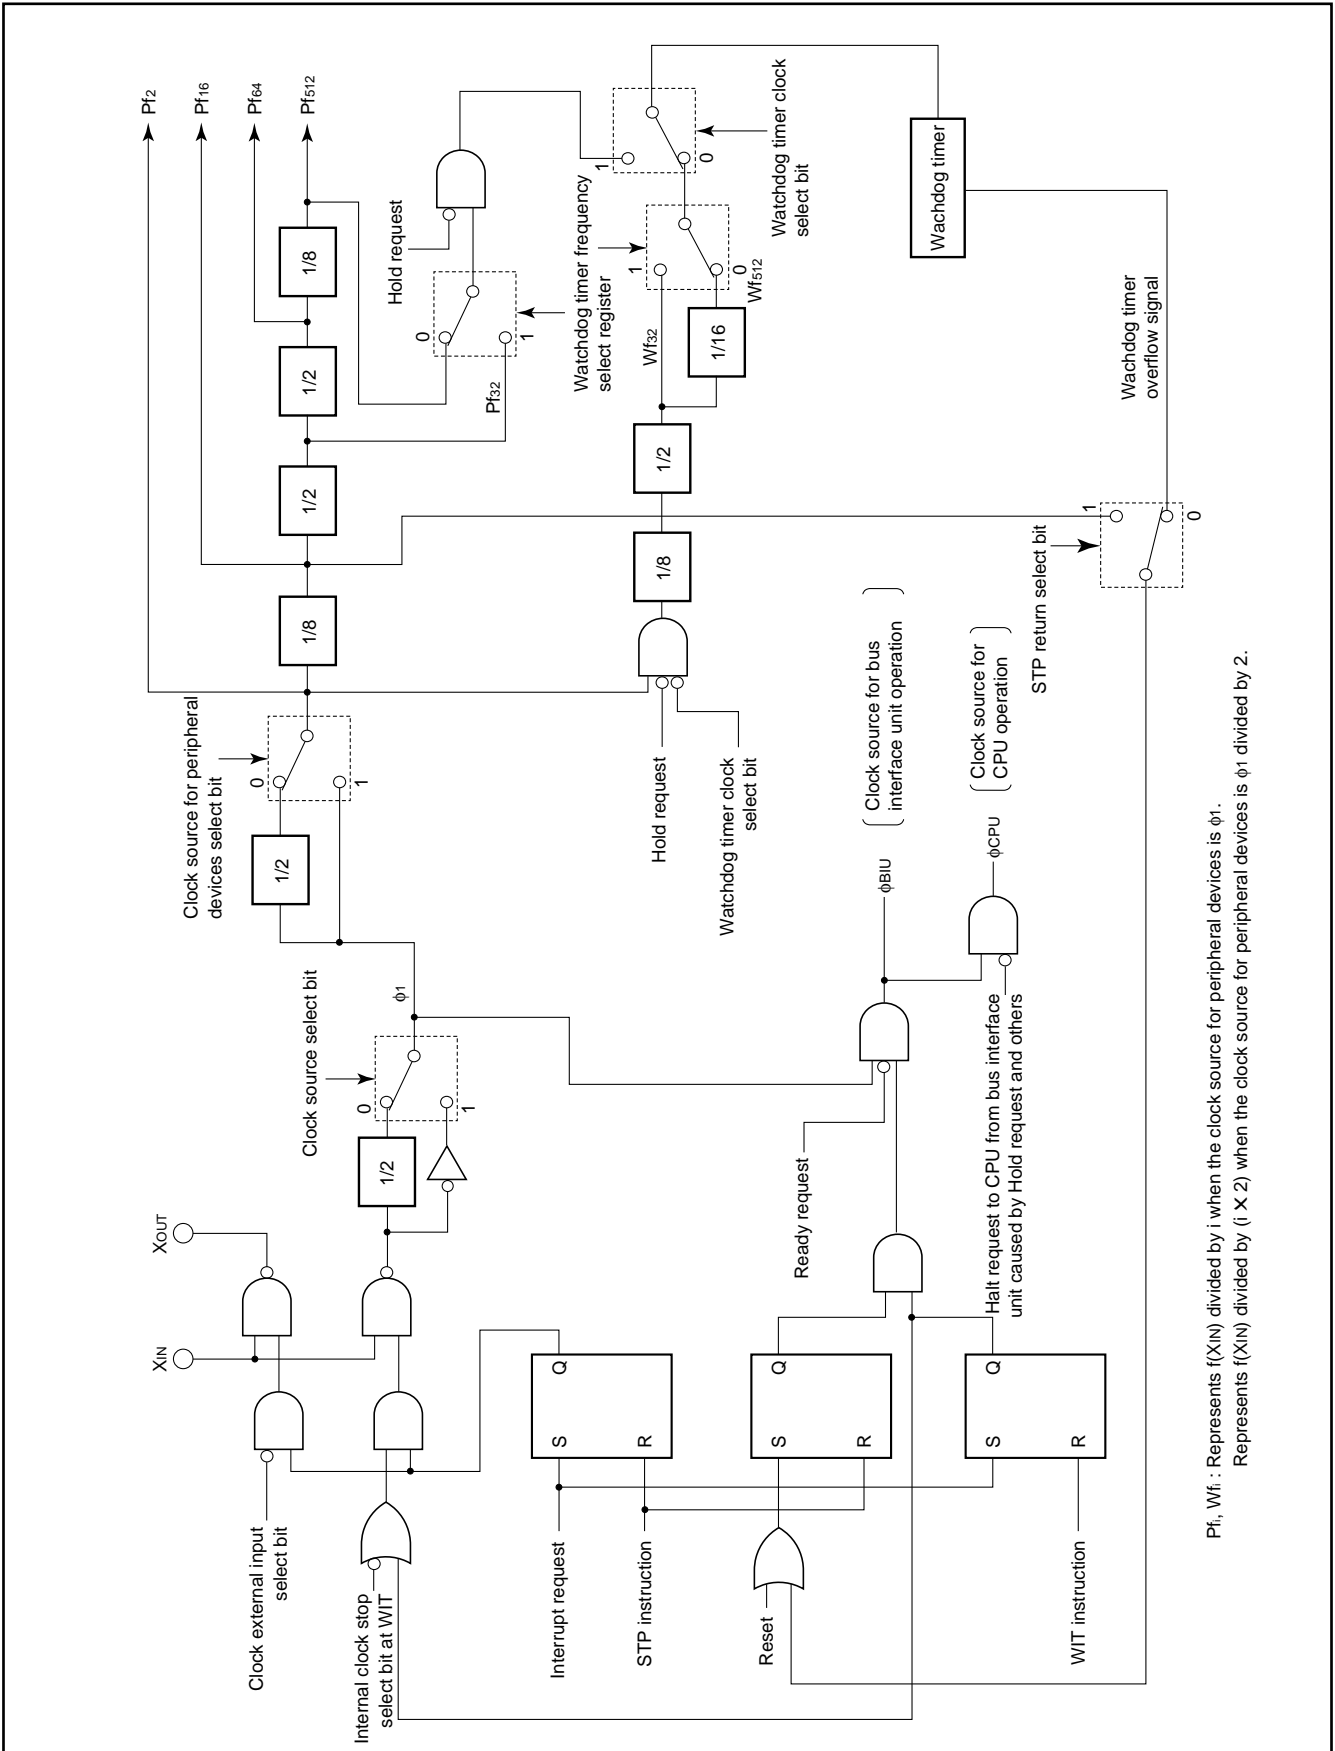 Pf2
Pf16
Pf64
Pf512
1/8
1/2
1/2
1/8
Hold request
0
1
Pf32
Watchdog timer frequency
select register
1
0
Watchdog timer clock
select bit
1
0
Wf32
Wf512
1/16
1/2
1/8
Wachdog timer
Wachdog timer
overflow signal
STP return select bit
1
0
Clock source for peripheral
devices select bit
0
1
1/2
Hold request
Watchdog timer clock
select bit
Clock source for bus
interface unit operation
Clock source for
CPU operation
ϕBIU
ϕCPU
Clock source select bit
ϕ1
0
1
1/2
Ready request
Halt request to CPU from bus interface
unit caused by Hold request and others
XOUT
XIN
Clock external input
select bit
Internal clock stop
select bit at WIT
Interrupt request
STP instruction
Reset
WIT instruction
S
R
Q
S
R
Q
S
R
Q
Pfi, Wfi : Represents f(XIN) divided by i when the clock source for peripheral devices is ϕ1.
Represents f(XIN) divided by (i × 2) when the clock source for peripheral devices is ϕ1 divided by 2.